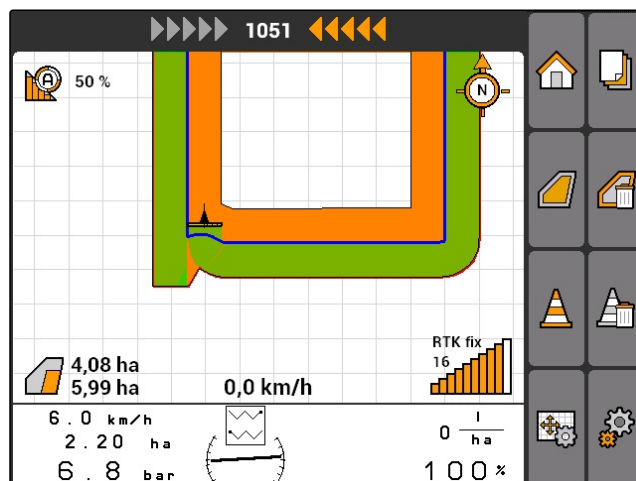 1051
A 50 %
N
RTK fix
16
4,08 ha
5,99 ha
0,0 km/h
6.0 km/h
2.20 ha
6.8 bar
0 l/ha
100%